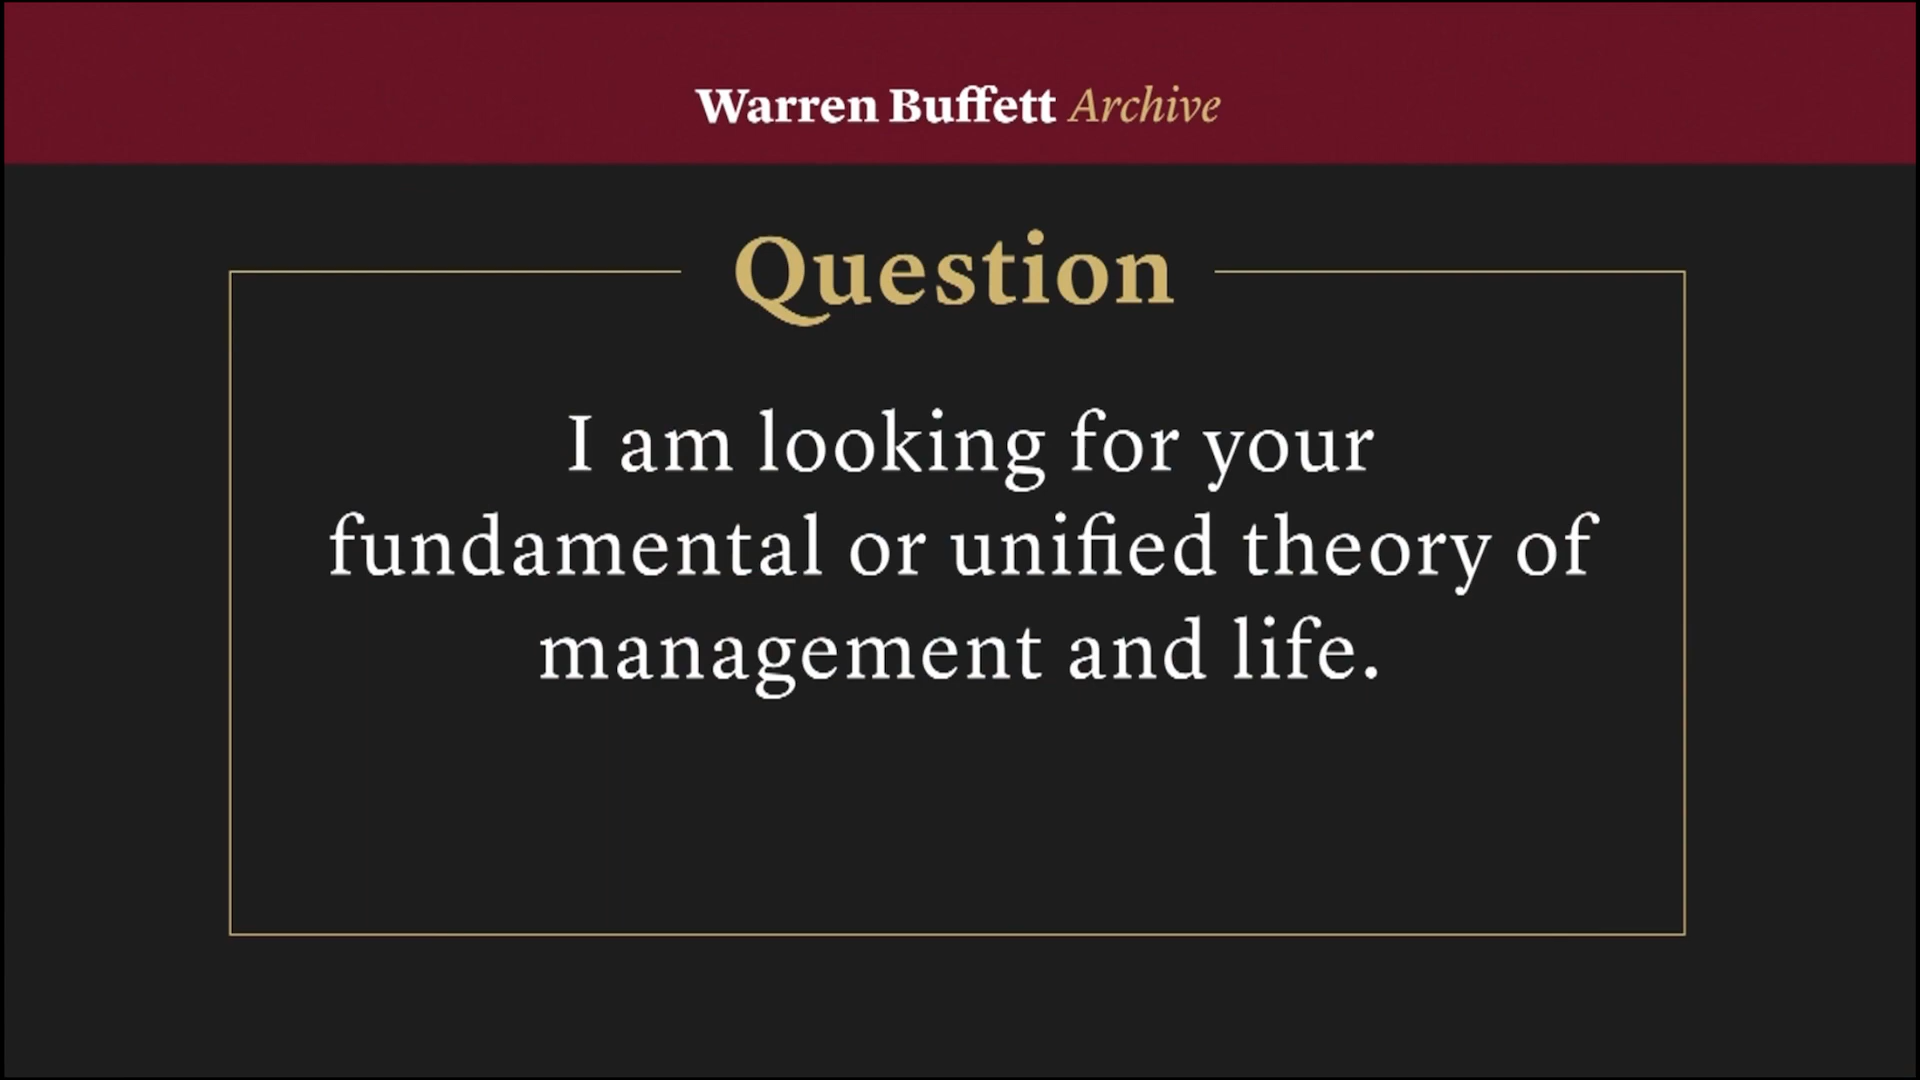 Warren Buffett Archive
Question
I am looking for your
fundamental or unified theory of
management and life.